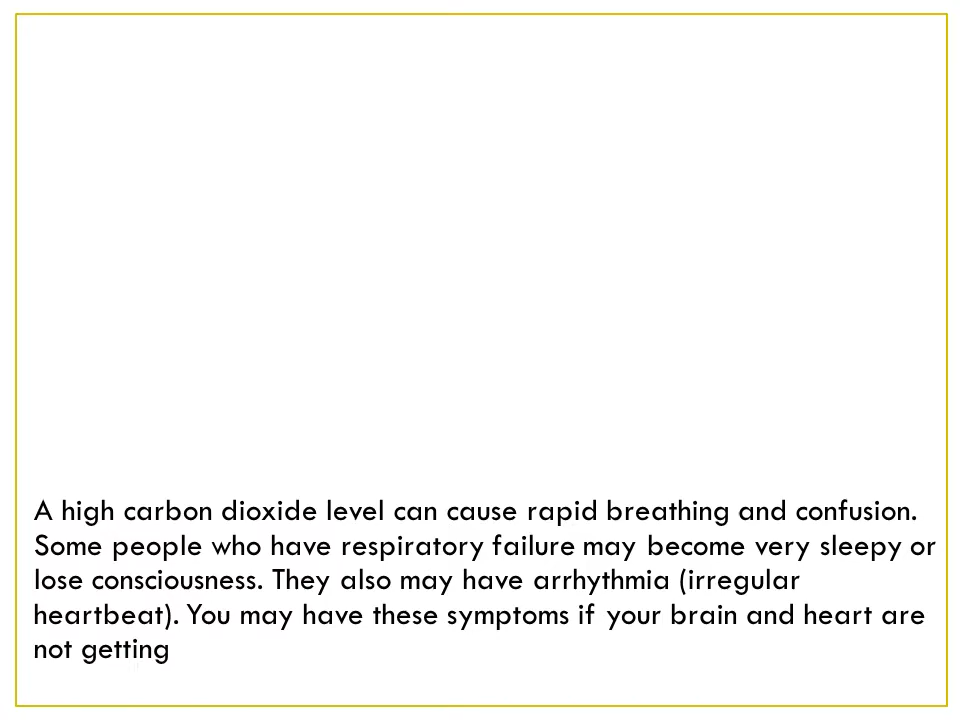 A high carbon dioxide level can cause rapid breathing and confusion.
Some people who have respiratory failure may become very sleepy or
lose consciousness. They also may have arrhythmia (irregular
heartbeat). You may have these symptoms if your brain and heart are
not getting